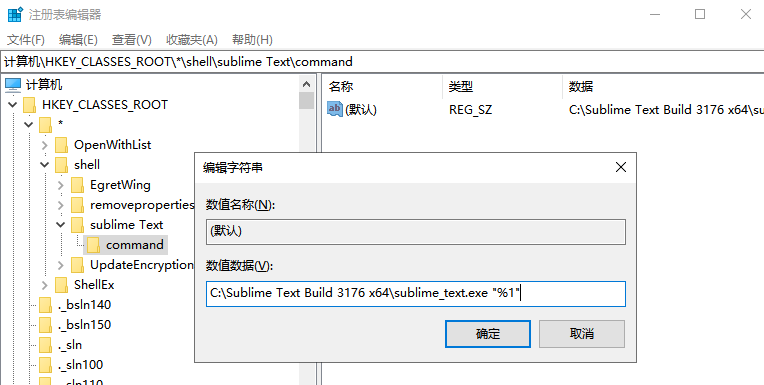 注册表编辑器
文件(F) 编辑(E) 查看(V) 收藏夹(A) 帮助(H)
计算机\HKEY_CLASSES_ROOT\*\shell\sublime Text\command
计算机
HKEY_CLASSES_ROOT
*
OpenWithList
shell
EgretWing
removeproperties
sublime Text
command
UpdateEncryption
ShellEx
._bsln140
._bsln150
._sln
._sln100
._sln110
名称 类型 数据
ab (默认) REG_SZ C:\Sublime Text Build 3176 x64\su
编辑字符串
数值名称(N):
(默认)
数值数据(V):
C:\Sublime Text Build 3176 x64\sublime_text.exe "%1"
确定 取消